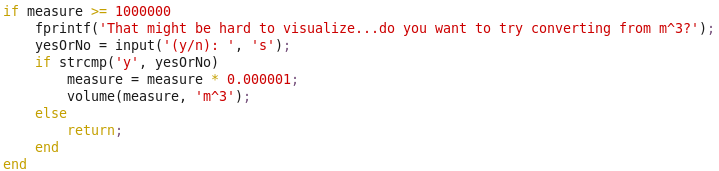 if measure >= 1000000
    fprintf('That might be hard to visualize...do you want to try converting from m^3?');
    yesOrNo = input('(y/n): ', 's');
    if strcmp('y', yesOrNo)
        measure = measure * 0.000001;
        volume(measure, 'm^3');
    else
        return;
    end
end